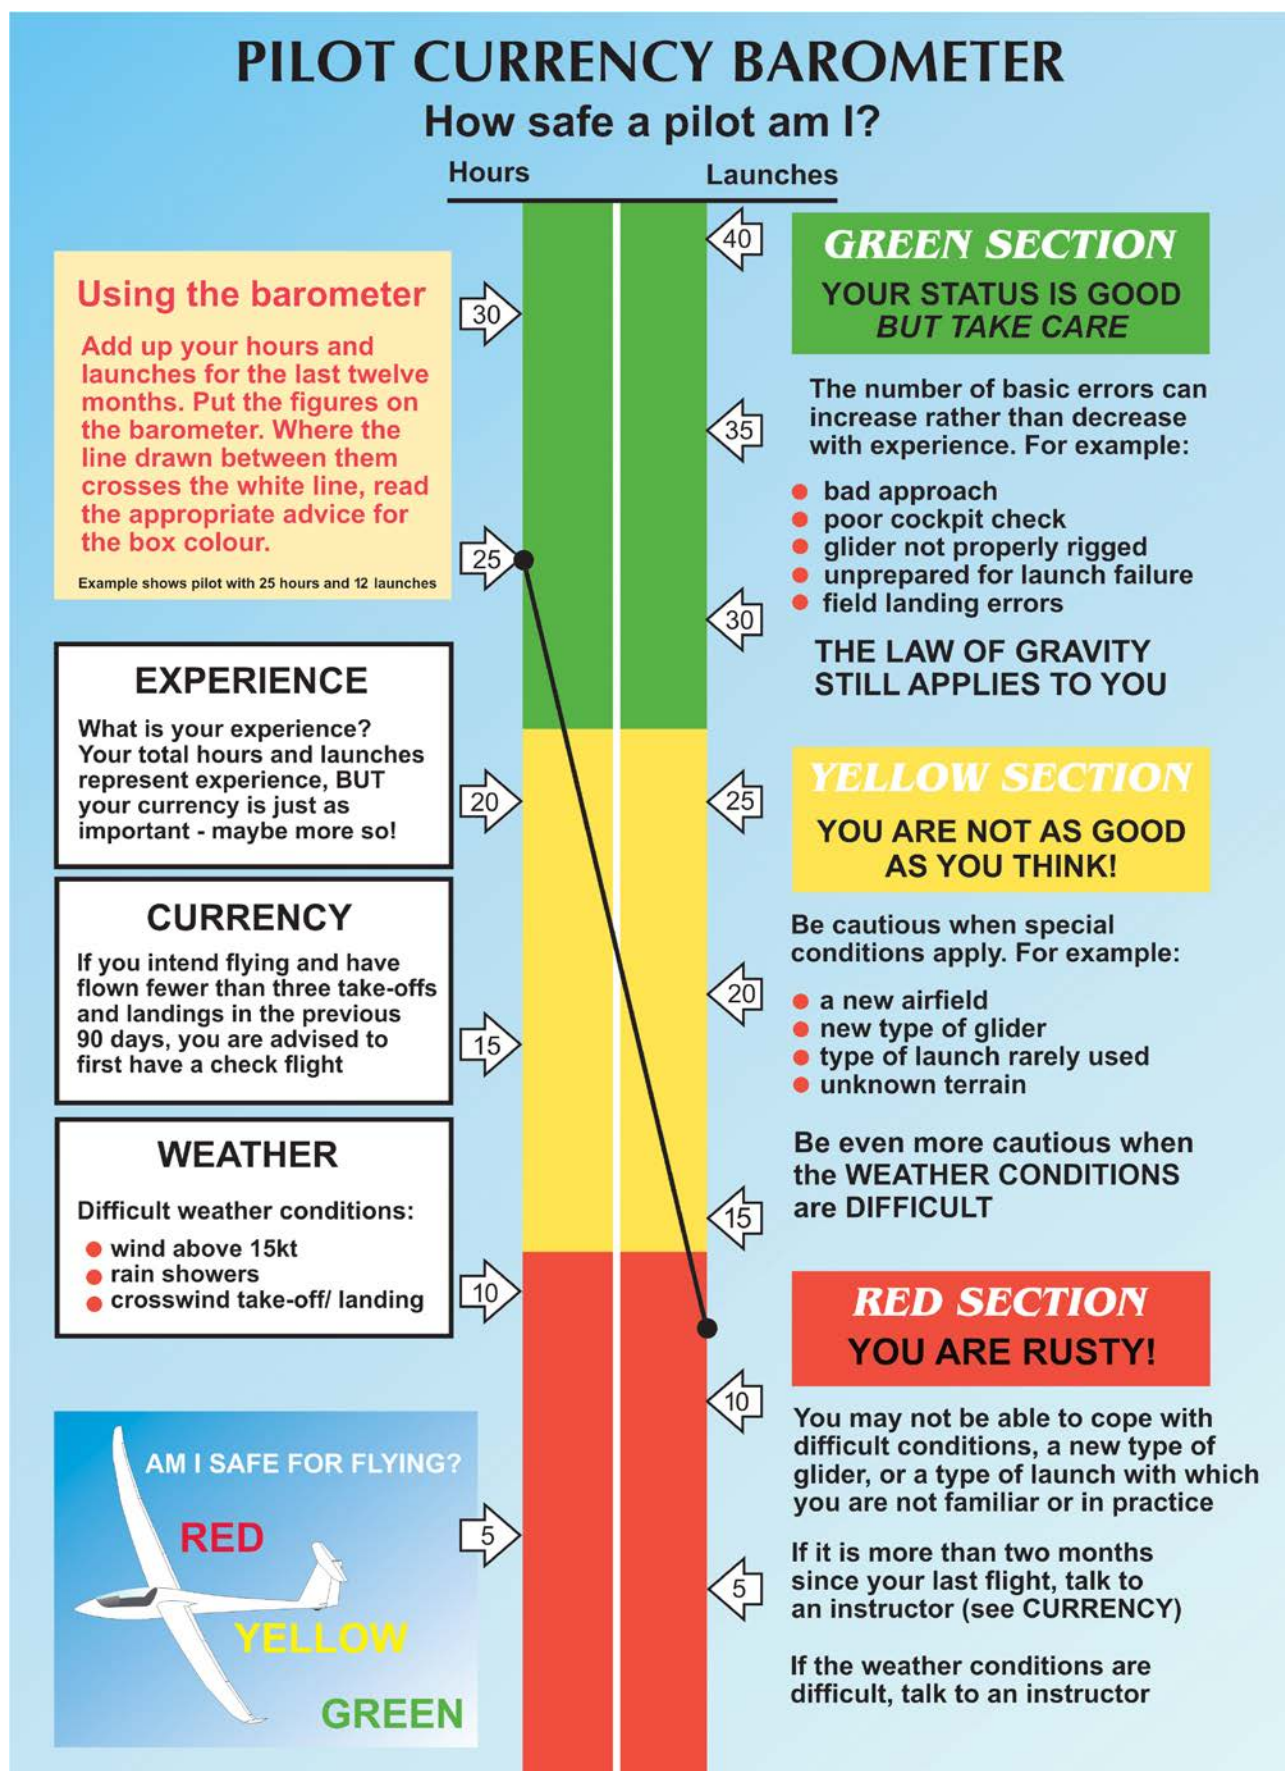 PILOT CURRENCY BAROMETER
How safe a pilot am I?
Hours
Launches
Using the barometer
Add up your hours and
launches for the last twelve
months. Put the figures on
the barometer. Where the
line drawn between them
crosses the white line, read
the appropriate advice for
the box colour.
Example shows pilot with 25 hours and 12 launches
EXPERIENCE
What is your experience?
Your total hours and launches
represent experience, BUT
your currency is just as
important - maybe more so!
CURRENCY
If you intend flying and have
flown fewer than three take-offs
and landings in the previous
90 days, you are advised to
first have a check flight
WEATHER
Difficult weather conditions:
wind above 15kt
rain showers
crosswind take-off/ landing
AM I SAFE FOR FLYING?
RED
YELLOW
GREEN
30
25
20
15
10
5
40
35
30
25
20
15
10
5
GREEN SECTION
YOUR STATUS IS GOOD
BUT TAKE CARE
The number of basic errors can
increase rather than decrease
with experience. For example:
bad approach
poor cockpit check
glider not properly rigged
unprepared for launch failure
field landing errors
THE LAW OF GRAVITY
STILL APPLIES TO YOU
YELLOW SECTION
YOU ARE NOT AS GOOD
AS YOU THINK!
Be cautious when special
conditions apply. For example:
a new airfield
new type of glider
type of launch rarely used
unknown terrain
Be even more cautious when
the WEATHER CONDITIONS
are DIFFICULT
RED SECTION
YOU ARE RUSTY!
You may not be able to cope with
difficult conditions, a new type of
glider, or a type of launch with which
you are not familiar or in practice
If it is more than two months
since your last flight, talk to
an instructor (see CURRENCY)
If the weather conditions are
difficult, talk to an instructor